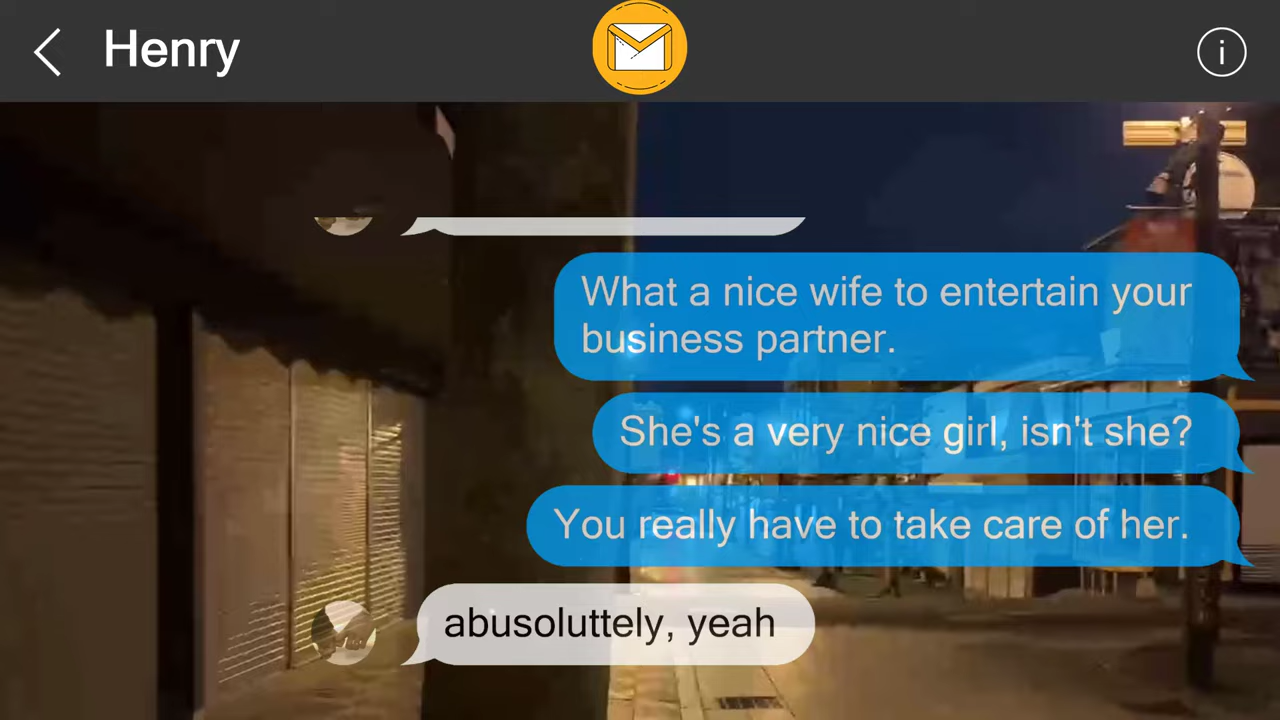 Henry
i
What a nice wife to entertain your
business partner.
She's a very nice girl, isn't she?
You really have to take care of her.
abusoluttely, yeah